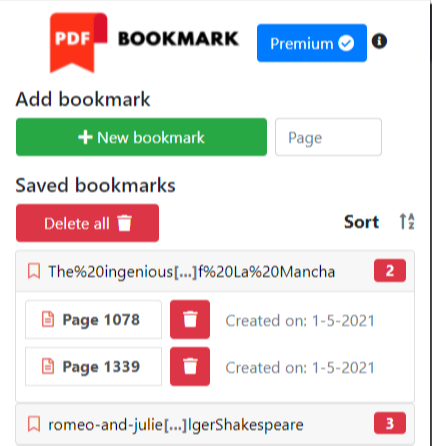 PDF BOOKMARK Premium
Add bookmark
New bookmark Page
Saved bookmarks
Delete all Sort AZ
The%20ingenious[...]f%20La%20Mancha 2
Page 1078 Created on: 1-5-2021
Page 1339 Created on: 1-5-2021
romeo-and-julie[...]lgerShakespeare 3